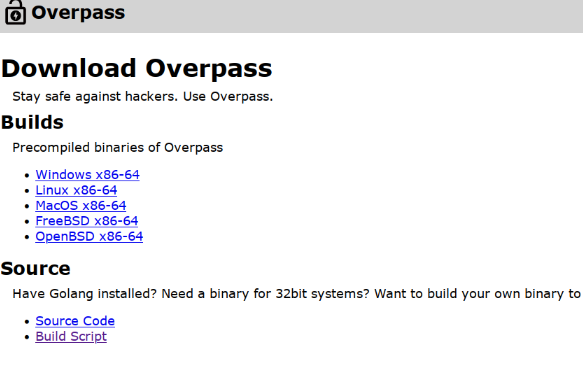 Overpass
Download Overpass
Stay safe against hackers. Use Overpass.
Builds
Precompiled binaries of Overpass
Windows x86-64
Linux x86-64
MacOS x86-64
FreeBSD x86-64
OpenBSD x86-64
Source
Have Golang installed? Need a binary for 32bit systems? Want to build your own binary to
Source Code
Build Script